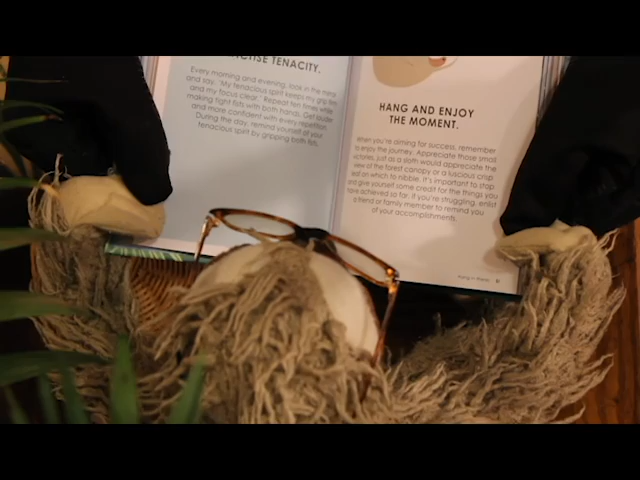 TENACITY.
Every morning and evening, look in the mirror
and say, 'My tenacious spirit keeps my grip firm
and my focus clear.' Repeat ten times while
making tight fists with both hands. Get louder
and more confident with every repetition.
During the day, remind yourself of your
tenacious spirit by gripping both fists.
HANG AND ENJOY
THE MOMENT.
When you're aiming for success, remember
to enjoy the journey. Appreciate those small
victories, just as a sloth would appreciate the
view of the forest canopy or a luscious crisp
leaf on which to nibble. It's important to stop
and give yourself some credit for the things you
have achieved so far. If you're struggling, enlist
a friend or family member to remind you
of your accomplishments.